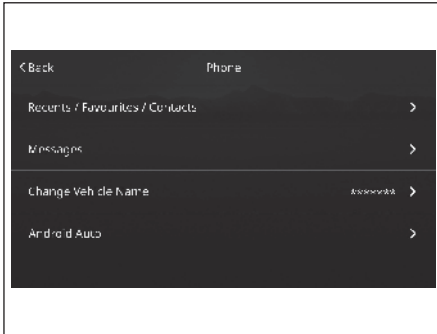 < Back Phone
Recents / Favourites / Contacts >
Messages >
Change Vehicle Name ******* >
Android Auto >